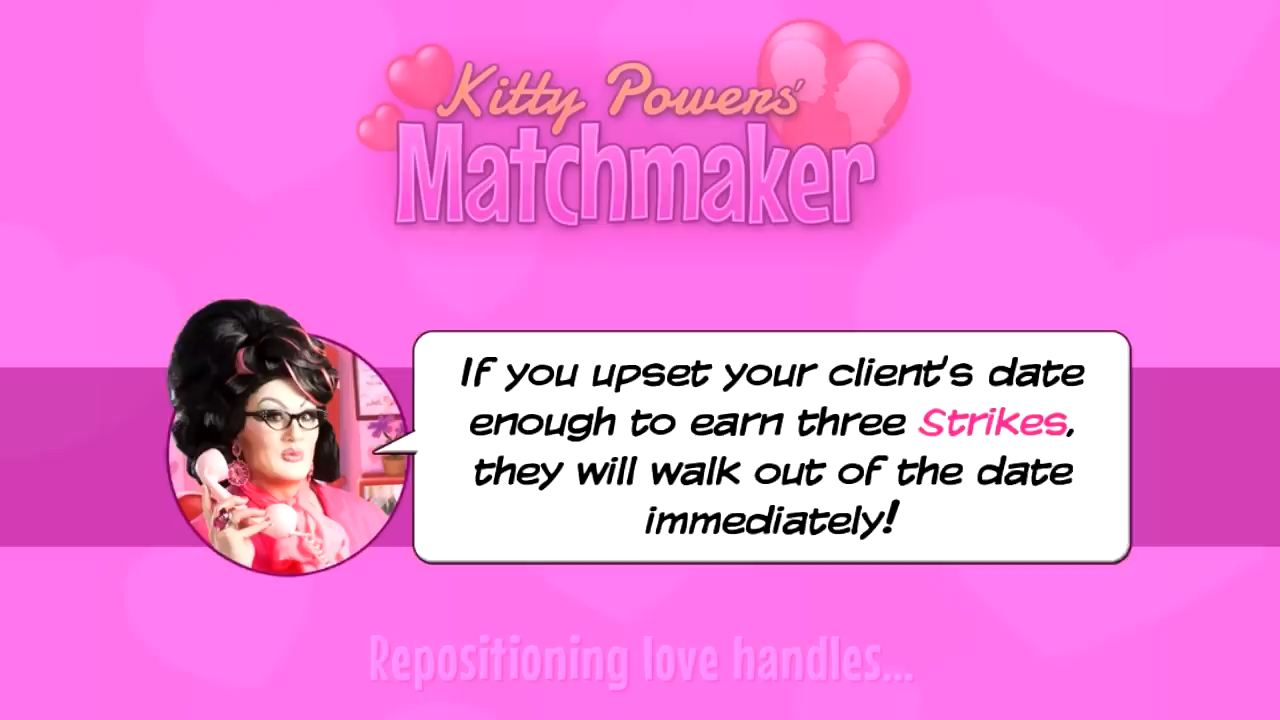 Kitty Powers'
Matchmaker
If you upset your client's date
enough to earn three Strikes,
they will walk out of the date
immediately!
Repositioning love handles...